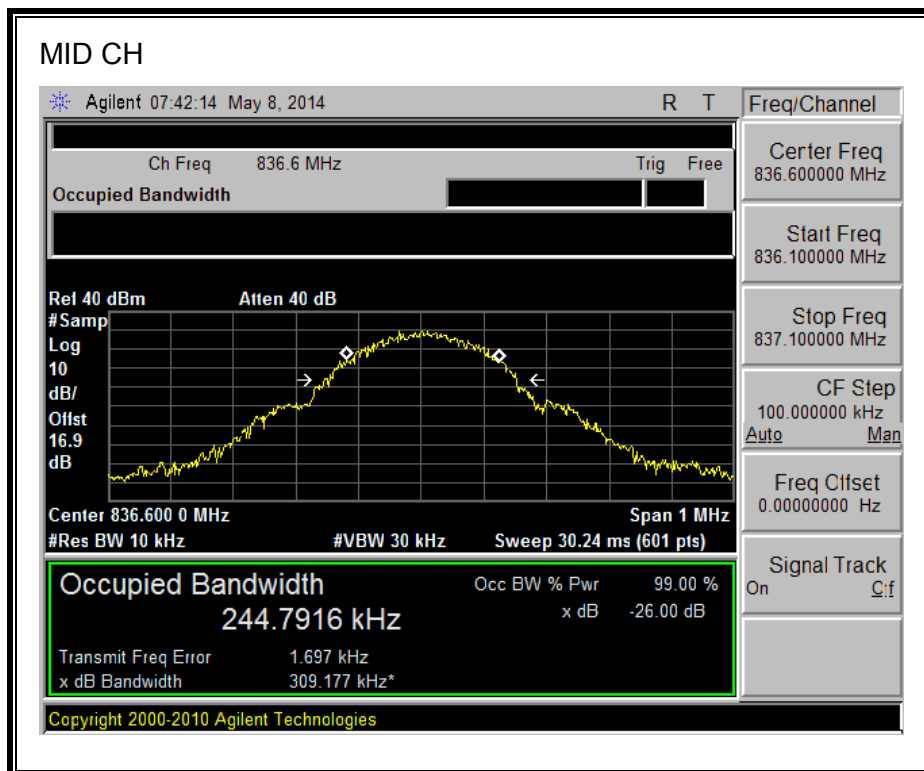 MID CH
Agilent 07:42:14 May 8, 2014 R T
Freq/Channel
Ch Freq 836.6 MHz Trig Free
Occupied Bandwidth
Center Freq
836.600000 MHz
Start Freq
836.100000 MHz
Stop Freq
837.100000 MHz
CF Step
100.000000 kHz
Auto Man
Freq Offset
0.00000000 Hz
Signal Track
On Off
Ref 40 dBm Atten 40 dB
#Samp
Log
10
dB/
Offst
16.9
dB
Center 836.600 0 MHz Span 1 MHz
#Res BW 10 kHz #VBW 30 kHz Sweep 30.24 ms (601 pts)
Occupied Bandwidth Occ BW % Pwr 99.00 %
244.7916 kHz x dB -26.00 dB
Transmit Freq Error 1.697 kHz
x dB Bandwidth 309.177 kHz*
Copyright 2000-2010 Agilent Technologies